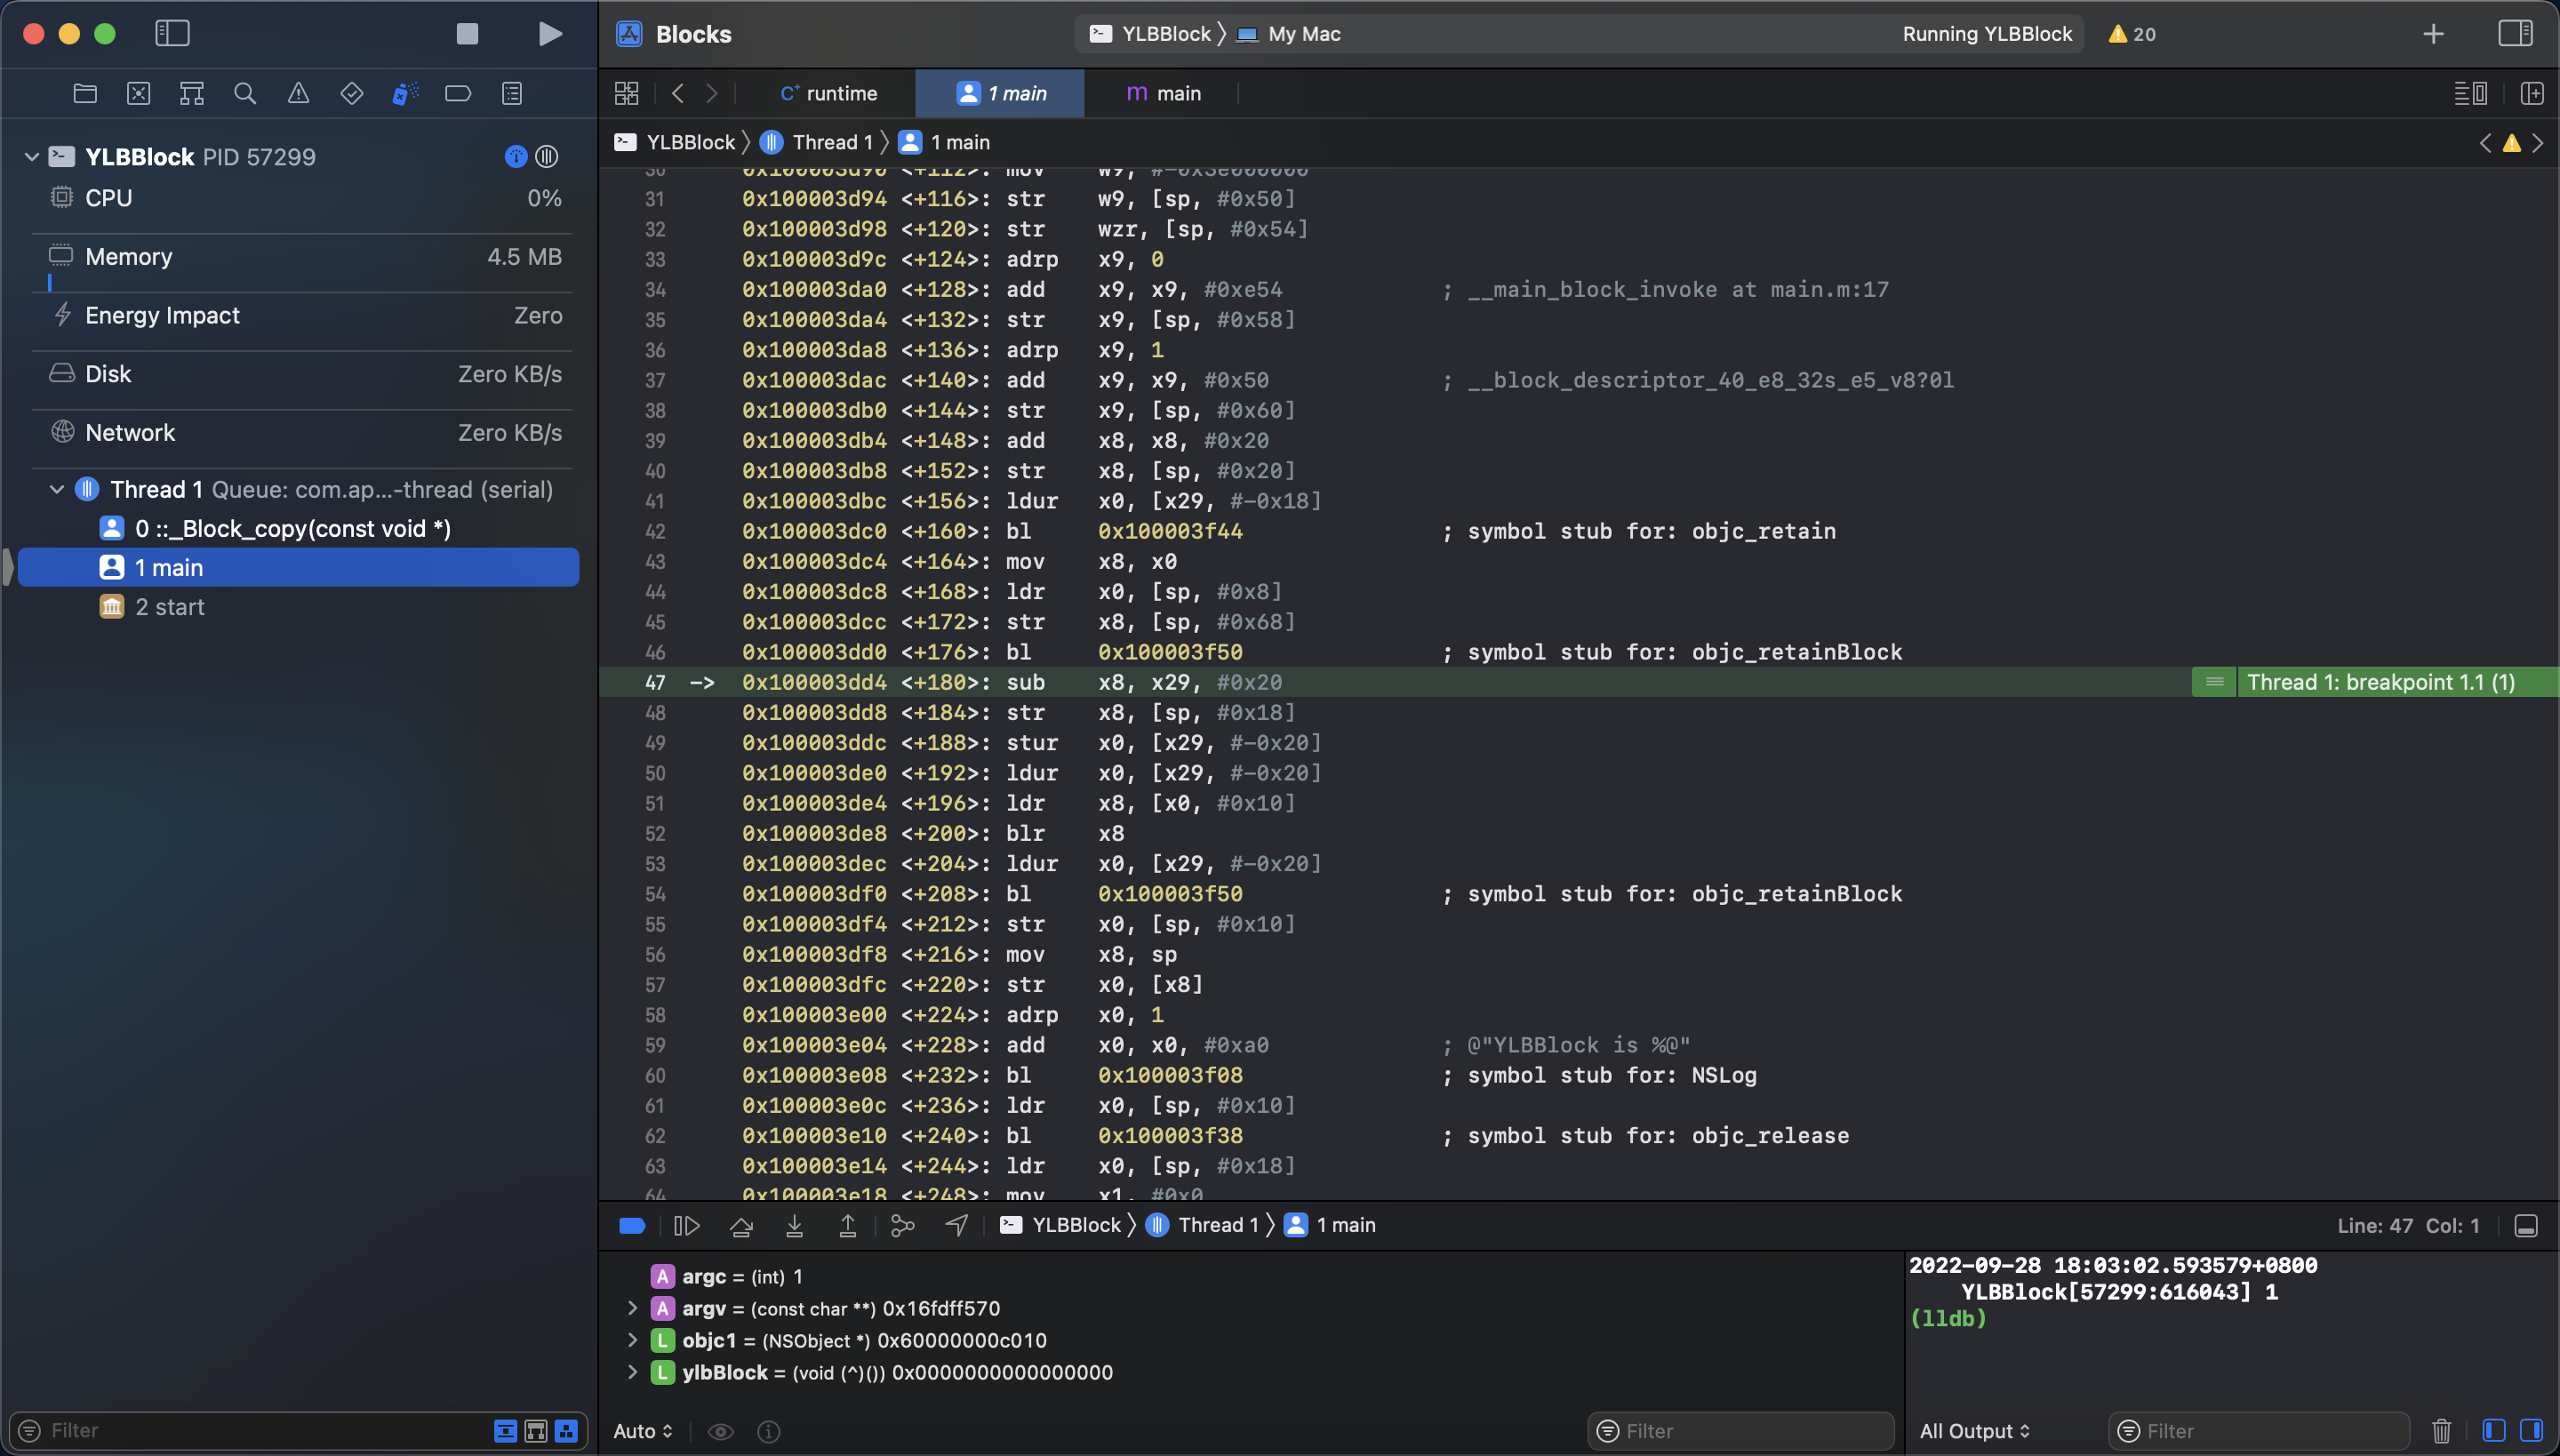 Blocks
YLBBlock 〉 My Mac
Running YLBBlock
20
C⁺ runtime
1 main
m main
YLBBlock PID 57299
CPU 0%
Memory 4.5 MB
Energy Impact Zero
Disk Zero KB/s
Network Zero KB/s
Thread 1 Queue: com.ap...-thread (serial)
0 ::_Block_copy(const void *)
1 main
2 start
Filter
YLBBlock 〉 Thread 1 〉 1 main
30 0x100003d90 <+112>: mov w9, #-0x3e000000
31 0x100003d94 <+116>: str w9, [sp, #0x50]
32 0x100003d98 <+120>: str wzr, [sp, #0x54]
33 0x100003d9c <+124>: adrp x9, 0
34 0x100003da0 <+128>: add x9, x9, #0xe54 ; __main_block_invoke at main.m:17
35 0x100003da4 <+132>: str x9, [sp, #0x58]
36 0x100003da8 <+136>: adrp x9, 1
37 0x100003dac <+140>: add x9, x9, #0x50 ; __block_descriptor_40_e8_32s_e5_v8?0l
38 0x100003db0 <+144>: str x9, [sp, #0x60]
39 0x100003db4 <+148>: add x8, x8, #0x20
40 0x100003db8 <+152>: str x8, [sp, #0x20]
41 0x100003dbc <+156>: ldur x0, [x29, #-0x18]
42 0x100003dc0 <+160>: bl 0x100003f44 ; symbol stub for: objc_retain
43 0x100003dc4 <+164>: mov x8, x0
44 0x100003dc8 <+168>: ldr x0, [sp, #0x8]
45 0x100003dcc <+172>: str x8, [sp, #0x68]
46 0x100003dd0 <+176>: bl 0x100003f50 ; symbol stub for: objc_retainBlock
47 -> 0x100003dd4 <+180>: sub x8, x29, #0x20 Thread 1: breakpoint 1.1 (1)
48 0x100003dd8 <+184>: str x8, [sp, #0x18]
49 0x100003ddc <+188>: stur x0, [x29, #-0x20]
50 0x100003de0 <+192>: ldur x0, [x29, #-0x20]
51 0x100003de4 <+196>: ldr x8, [x0, #0x10]
52 0x100003de8 <+200>: blr x8
53 0x100003dec <+204>: ldur x0, [x29, #-0x20]
54 0x100003df0 <+208>: bl 0x100003f50 ; symbol stub for: objc_retainBlock
55 0x100003df4 <+212>: str x0, [sp, #0x10]
56 0x100003df8 <+216>: mov x8, sp
57 0x100003dfc <+220>: str x0, [x8]
58 0x100003e00 <+224>: adrp x0, 1
59 0x100003e04 <+228>: add x0, x0, #0xa0 ; @"YLBBlock is %@"
60 0x100003e08 <+232>: bl 0x100003f08 ; symbol stub for: NSLog
61 0x100003e0c <+236>: ldr x0, [sp, #0x10]
62 0x100003e10 <+240>: bl 0x100003f38 ; symbol stub for: objc_release
63 0x100003e14 <+244>: ldr x0, [sp, #0x18]
64 0x100003e18 <+248>: mov x1, #0x0
YLBBlock 〉 Thread 1 〉 1 main
Line: 47 Col: 1
A argc = (int) 1
A argv = (const char **) 0x16fdff570
L objc1 = (NSObject *) 0x60000000c010
L ylbBlock = (void (^)()) 0x0000000000000000
Auto
Filter
2022-09-28 18:03:02.593579+0800
YLBBlock[57299:616043] 1
(lldb)
All Output
Filter